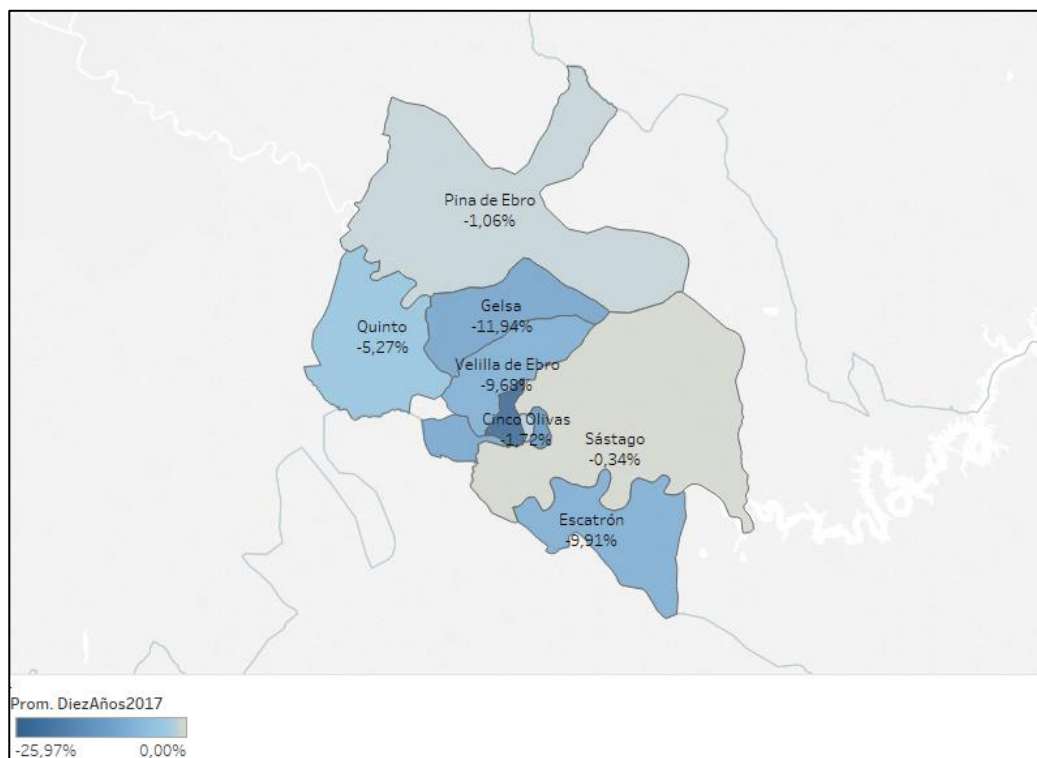 Pina de Ebro
-1,06%
Gelsa
-11,94%
Quinto
-5,27%
Velilla de Ebro
-9,68%
Cinco Olivas
-1,72%
Sástago
-0,34%
Escatrón
-9,91%
Prom. DiezAños2017
-25,97% 0,00%